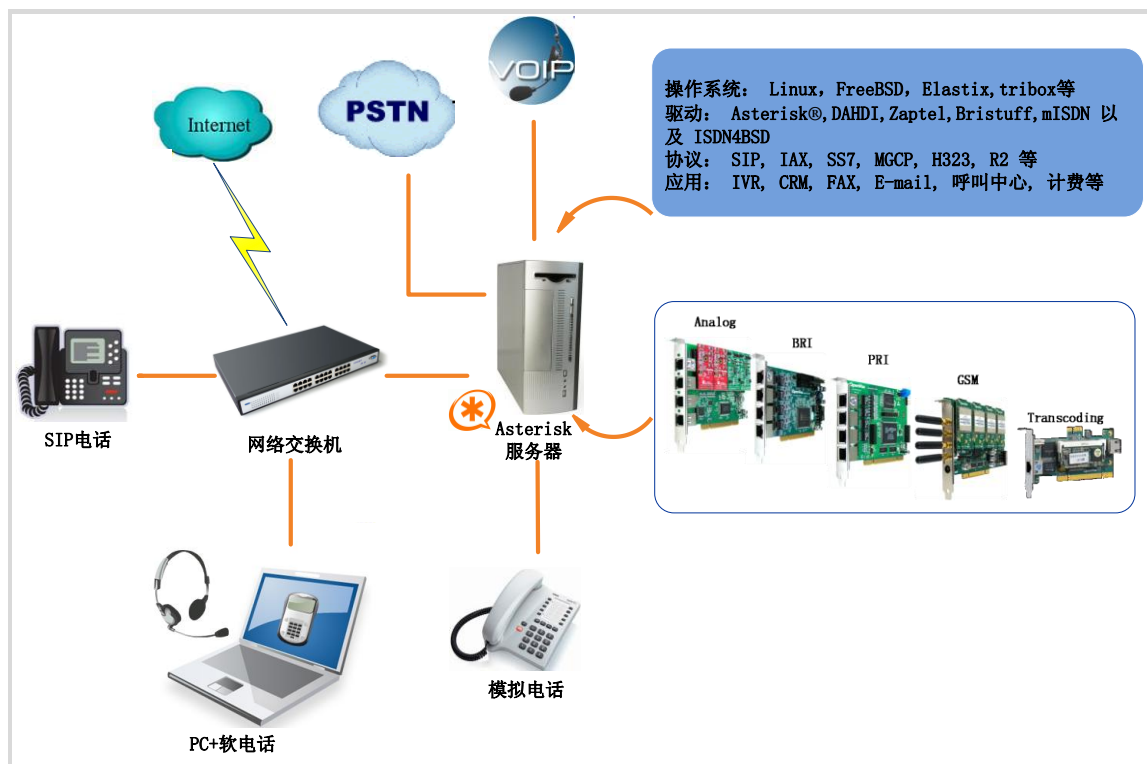 VOIP
PSTN
Internet
操作系统： Linux, FreeBSD, Elastix,tribox等
驱动： Asterisk®,DAHDI,Zaptel,Bristuff,mISDN 以
及 ISDN4BSD
协议： SIP, IAX, SS7, MGCP, H323, R2 等
应用： IVR, CRM, FAX, E-mail, 呼叫中心, 计费等
Analog
BRI
PRI
GSM
Transcoding
SIP电话
网络交换机
Asterisk
服务器
模拟电话
PC+软电话